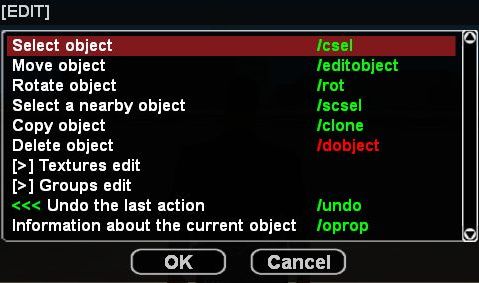 [EDIT]
Select object /csel
Move object /editobject
Rotate object /rot
Select a nearby object /scsel
Copy object /clone
Delete object /dobject
[>] Textures edit
[>] Groups edit
<<< Undo the last action /undo
Information about the current object /oprop
OK Cancel